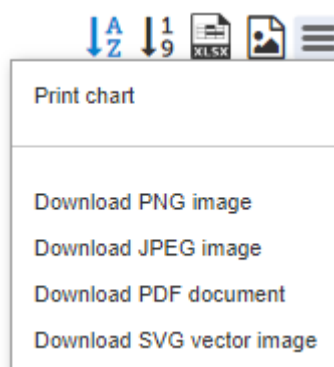 A Z 1 9 XLSX
Print chart
Download PNG image
Download JPEG image
Download PDF document
Download SVG vector image